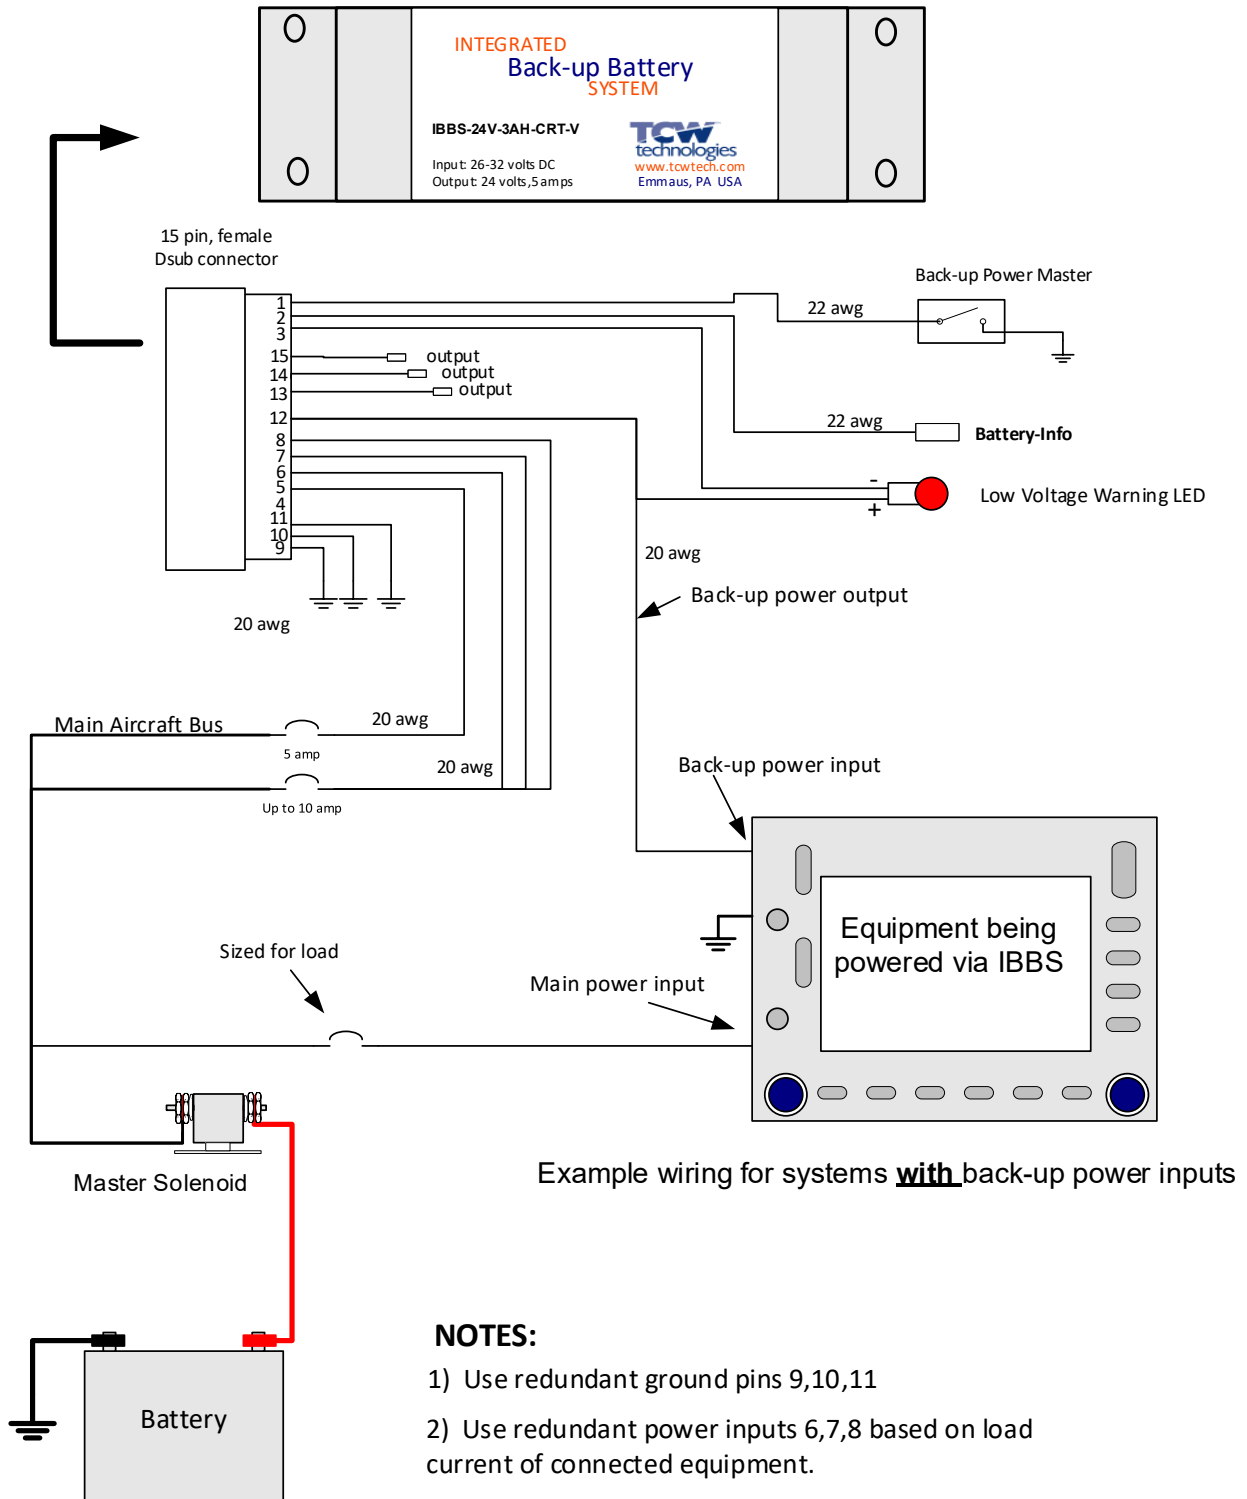 INTEGRATED
Back-up Battery
SYSTEM
IBBS-24V-3AH-CRT-V
Input: 26-32 volts DC
Output: 24 volts,5amps
TCW
technologies
www.tcwtech.com
Emmaus, PA USA
15 pin, female
Dsub connector
1
2
3
15
14
13
12
8
7
6
5
4
11
10
9
output
output
output
Back-up Power Master
22 awg
22 awg
Battery-Info
-
+
Low Voltage Warning LED
20 awg
Back-up power output
20 awg
Main Aircraft Bus
20 awg
5 amp
20 awg
Up to 10 amp
Back-up power input
Equipment being
powered via IBBS
Sized for load
Main power input
Master Solenoid
Example wiring for systems with back-up power inputs
Battery
NOTES:
1) Use redundant ground pins 9,10,11
2) Use redundant power inputs 6,7,8 based on load
current of connected equipment.